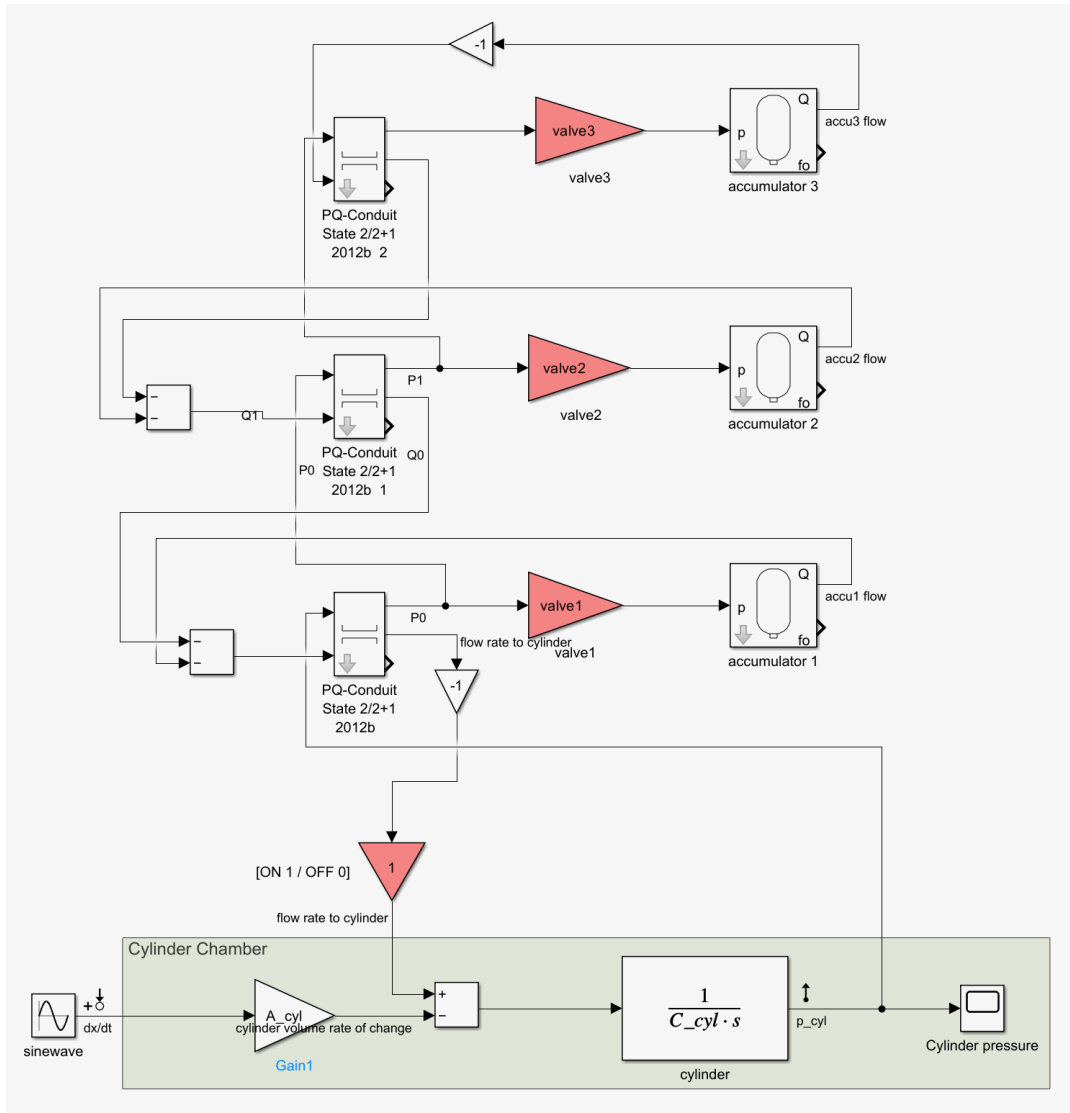 -1
valve3
valve3
p
Q
fo
accu3 flow
accumulator 3
PQ-Conduit
State 2/2+1
2012b 2
P1
valve2
valve2
p
Q
fo
accu2 flow
accumulator 2
−
−
Q1
P0
Q0
PQ-Conduit
State 2/2+1
2012b 1
P0
valve1
valve1
p
Q
fo
accu1 flow
accumulator 1
−
−
flow rate to cylinder
-1
PQ-Conduit
State 2/2+1
2012b
[ON 1 / OFF 0]
1
flow rate to cylinder
Cylinder Chamber
sinewave
+
dx/dt
A_cyl
cylinder volume rate of change
Gain1
+
−
1
C_cyl · s
cylinder
p_cyl
Cylinder pressure